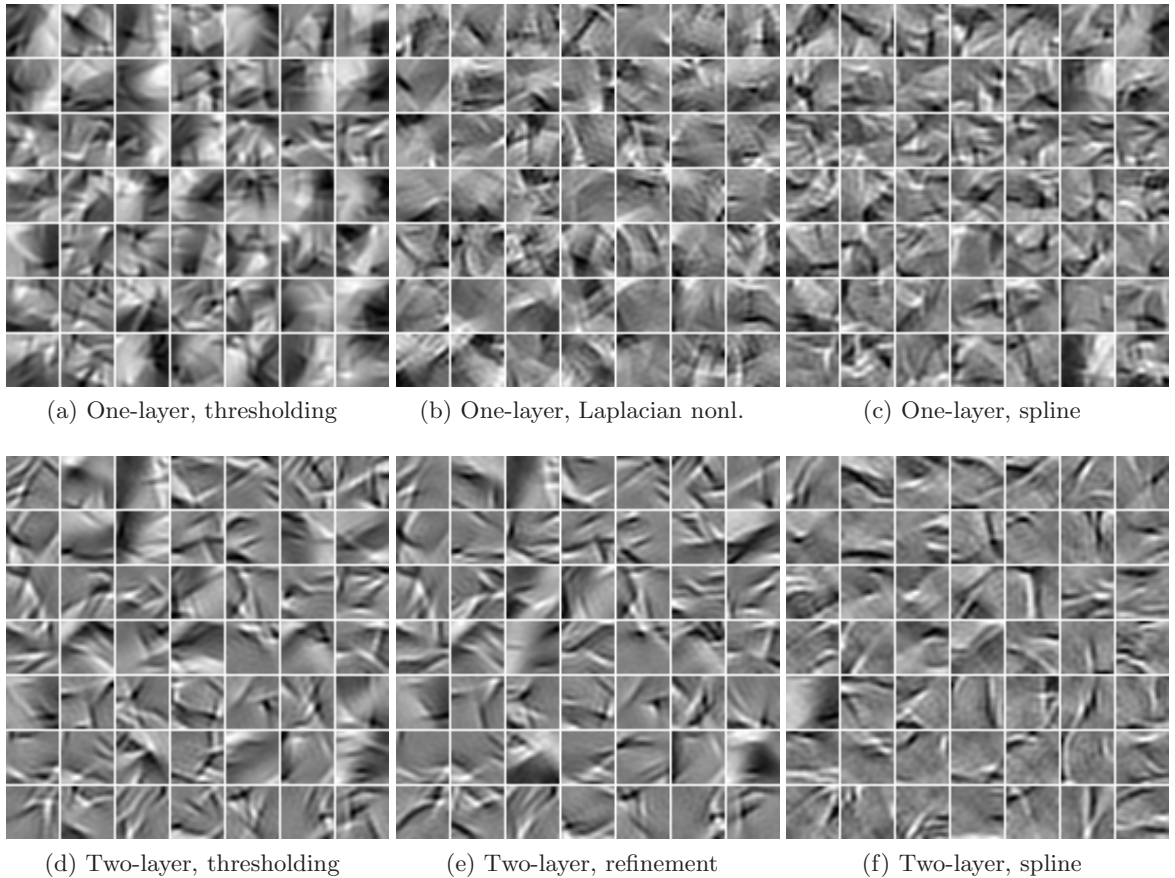 (a) One-layer, thresholding
(b) One-layer, Laplacian nonl.
(c) One-layer, spline
(d) Two-layer, thresholding
(e) Two-layer, refinement
(f) Two-layer, spline